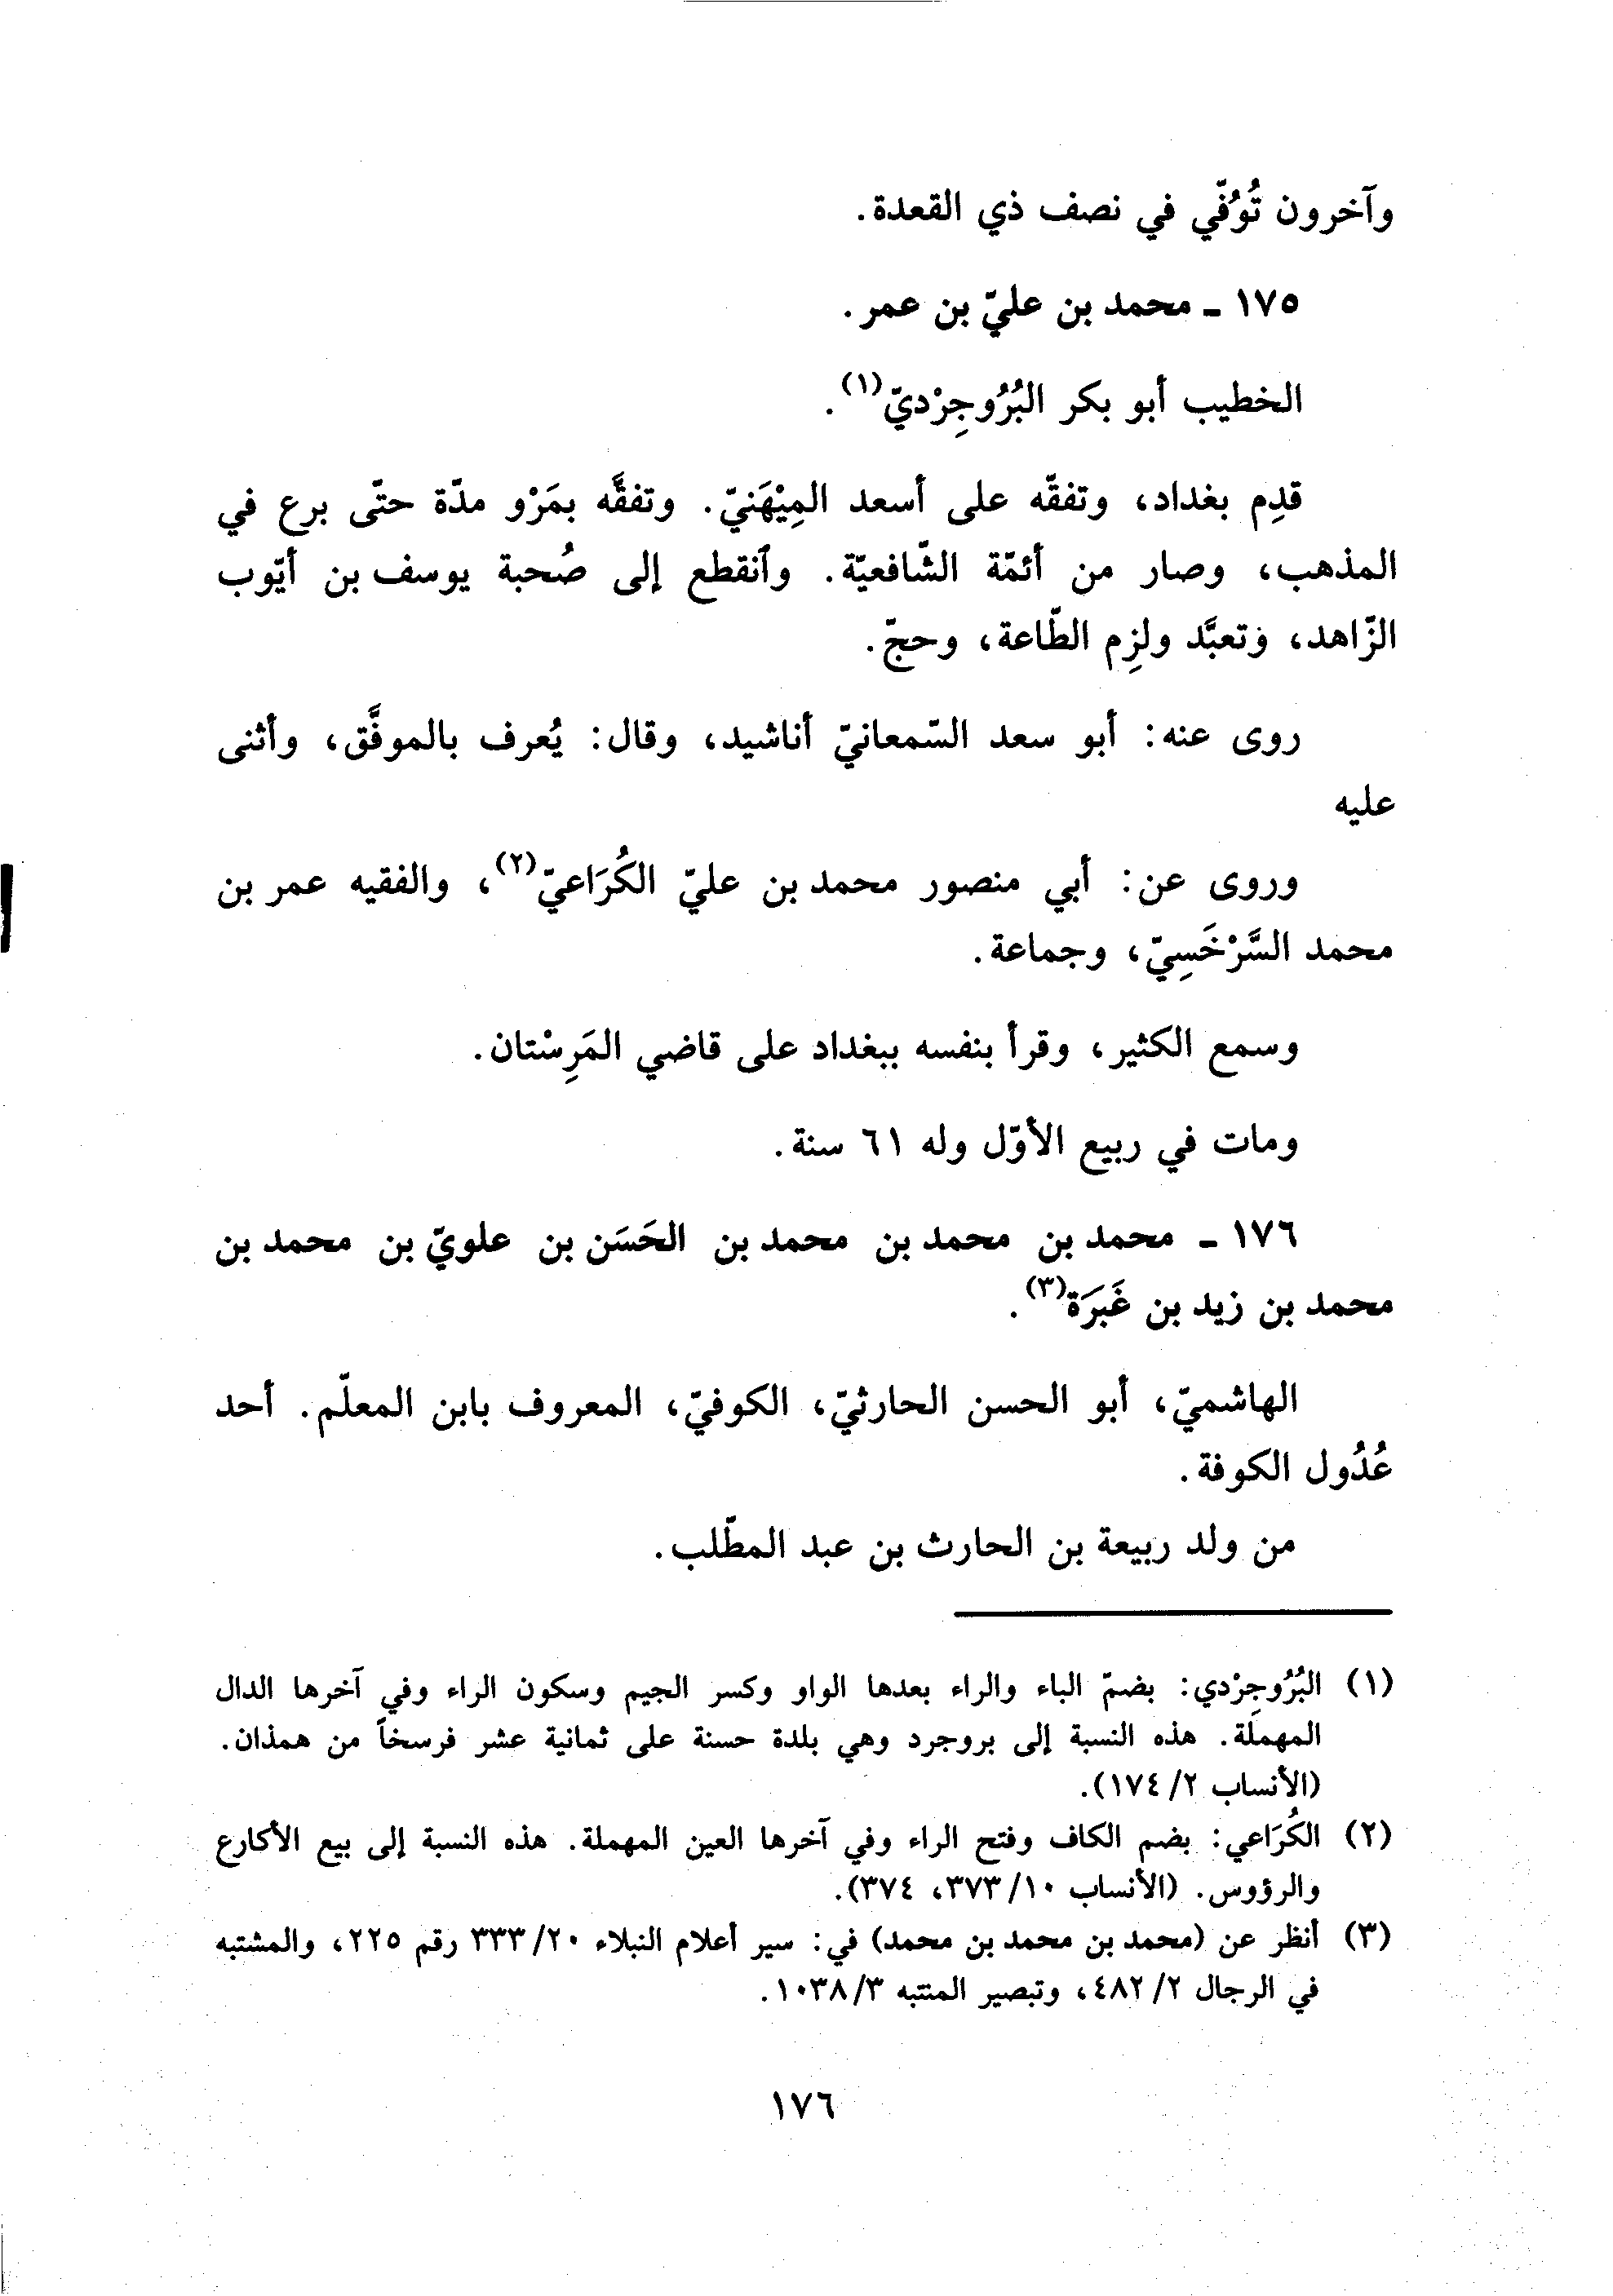 وآخرون تُوُفّي في نصف ذي القعدة.
١٧٥ ـ محمد بن عليّ بن عمر.
الخطيب أبو بكر البُرُوجِرْديّ(١).
قدِم بغداد، وتفقّه على أسعد المِيْهَنيّ. وتفقَّه بمَرْو مدّة حتّى برع في
المذهب، وصار من أئمّة الشّافعيّة. وٱنقطع إلى صُحبة يوسف بن أيّوب
الزّاهد، وتعبَّد ولزِم الطّاعة، وحجّ.
روى عنه: أبو سعد السّمعانيّ أناشيد، وقال: يُعرف بالموفَّق، وأثنى
عليه
وروى عن: أبي منصور محمد بن عليّ الكُرَاعيّ(٢)، والفقيه عمر بن
محمد السَّرْخَسِيّ، وجماعة.
وسمع الكثير، وقرأ بنفسه ببغداد على قاضي المَرِسْتان.
ومات في ربيع الأوّل وله ٦١ سنة.
١٧٦ ـ محمد بن محمد بن محمد بن الحَسَن بن علويّ بن محمد بن
محمد بن زيد بن غَبَرَة(٣).
الهاشميّ، أبو الحسن الحارثيّ، الكوفيّ، المعروف بابن المعلّم. أحد
عُدُول الكوفة.
من ولد ربيعة بن الحارث بن عبد المطّلب.
(١) البُرُوجِرْدي: بضمّ الباء والراء بعدها الواو وكسر الجيم وسكون الراء وفي آخرها الدال
المهملة. هذه النسبة إلى بروجرد وهي بلدة حسنة على ثمانية عشر فرسخاً من همذان.
(الأنساب ٢/ ١٧٤).
(٢) الكُرَاعي: بضم الكاف وفتح الراء وفي آخرها العين المهملة. هذه النسبة إلى بيع الأكارع
والرؤوس. (الأنساب ١٠/ ٣٧٣، ٣٧٤).
(٣) أنظر عن (محمد بن محمد بن محمد) في: سير أعلام النبلاء ٢٠/ ٣٣٣ رقم ٢٢٥، والمشتبه
في الرجال ٢/ ٤٨٢، وتبصير المنتبه ٣/ ١٠٣٨.
١٧٦